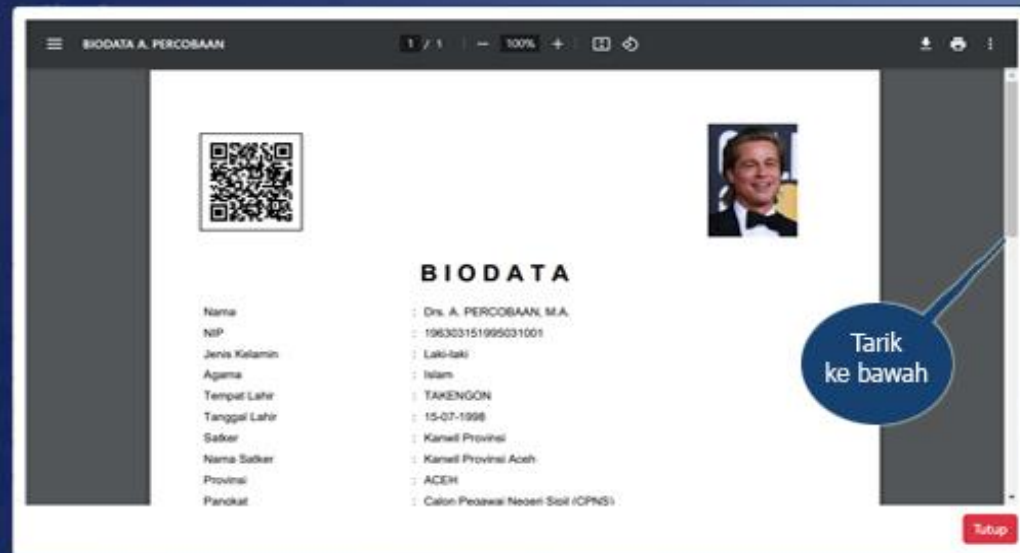 BIODATA A. PERCOBAAN 1 / 1 100%
BIODATA
Nama : Drs. A. PERCOBAAN, M.A.
NIP : 196303151995031001
Jenis Kelamin : Laki-laki
Agama : Islam
Tempat Lahir : TAKENGON
Tanggal Lahir : 15-07-1998
Satker : Kanwil Provinsi
Nama Satker : Kanwil Provinsi Aceh
Provinsi : ACEH
Pangkat : Calon Pegawai Negeri Sipil (CPNS)
Tarik
ke bawah
Tutup